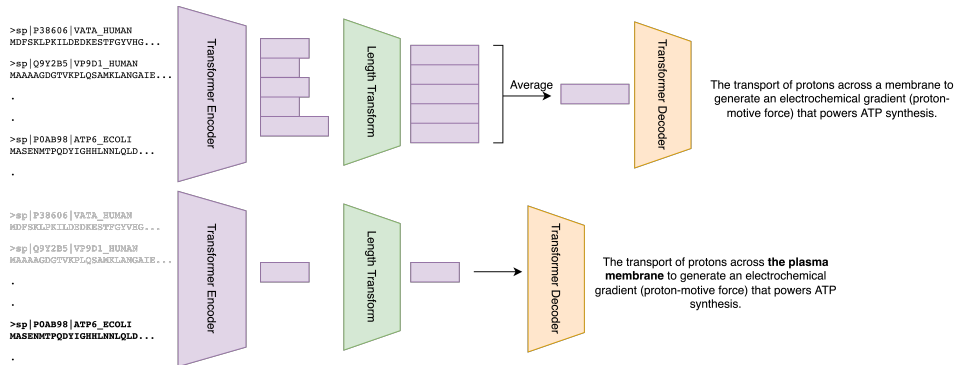 >sp|P38606|VATA_HUMAN
MDFSKLPKILDEDKESTFGYVHG...
>sp|Q9Y2B5|VP9D1_HUMAN
MAAAAGDGTVKPLQSAMKLANGAIE...
.
.
>sp|P0AB98|ATP6_ECOLI
MASENMTPQDYIGHHLNNLQLD...
.
Transformer Encoder
Length Transform
Average
Transformer Decoder
The transport of protons across a membrane to
generate an electrochemical gradient (proton-
motive force) that powers ATP synthesis.
>sp|P38606|VATA_HUMAN
MDFSKLPKILDEDKESTFGYVHG...
>sp|Q9Y2B5|VP9D1_HUMAN
MAAAAGDGTVKPLQSAMKLANGAIE...
.
.
>sp|P0AB98|ATP6_ECOLI
MASENMTPQDYIGHHLNNLQLD...
.
Transformer Encoder
Length Transform
Transformer Decoder
The transport of protons across the plasma
membrane to generate an electrochemical
gradient (proton-motive force) that powers ATP
synthesis.